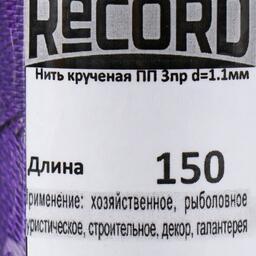 ReCORD
Нить крученая ПП 3пр d=1.1мм
Длина 150
рименение: хозяйственное, рыболовное
уристическое, строительное, декор, галантерея